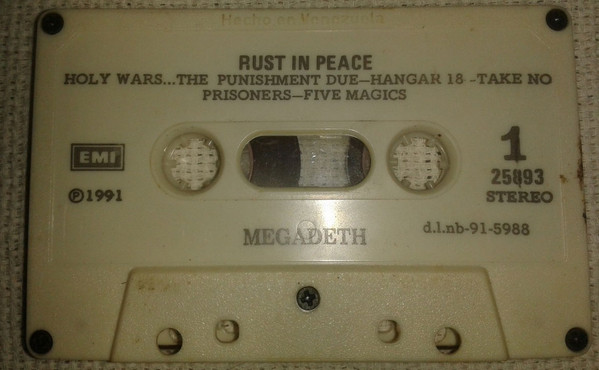 Hecho en Venezuela
RUST IN PEACE
HOLY WARS...THE PUNISHMENT DUE—HANGAR 18 -TAKE NO
PRISONERS—FIVE MAGICS
EMI
℗1991
1
25893
STEREO
MEGADETH
d.l.nb-91-5988